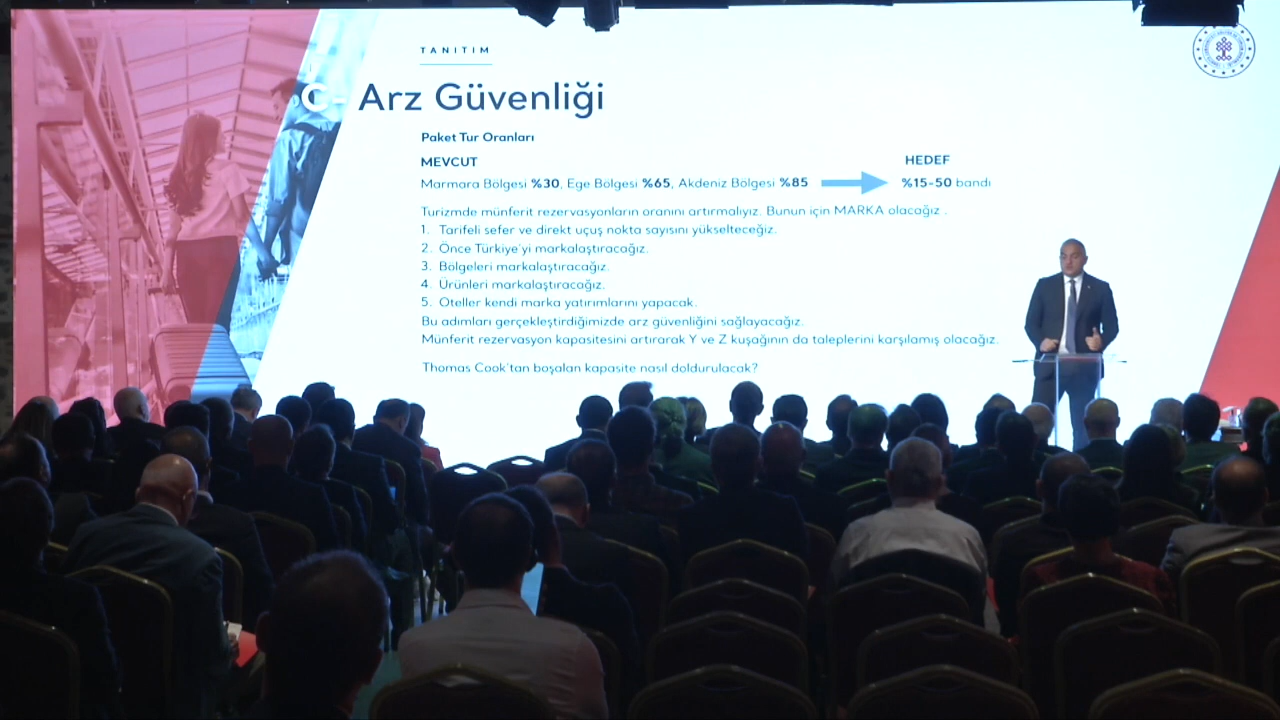 TANITIM
C- Arz Güvenliği
Paket Tur Oranları
MEVCUT
HEDEF
Marmara Bölgesi %30, Ege Bölgesi %65, Akdeniz Bölgesi %85
%15-50 bandı
Turizmde münferit rezervasyonların oranını artırmalıyız. Bunun için MARKA olacağız .
1. Tarifeli sefer ve direkt uçuş nokta sayısını yükselteceğiz.
2. Önce Türkiye'yi markalaştıracağız.
3. Bölgeleri markalaştıracağız.
4. Ürünleri markalaştıracağız.
5. Oteller kendi marka yatırımlarını yapacak.
Bu adımları gerçekleştirdiğimizde arz güvenliğini sağlayacağız.
Münferit rezervasyon kapasitesini artırarak Y ve Z kuşağının da taleplerini karşılamış olacağız.
Thomas Cook'tan boşalan kapasite nasıl doldurulacak?